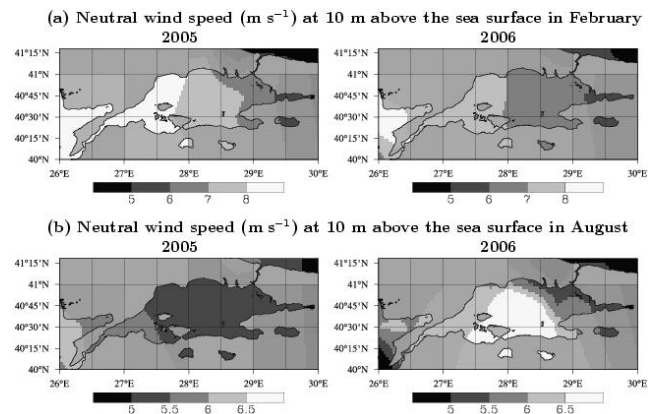 (a) Neutral wind speed (m s⁻¹) at 10 m above the sea surface in February
2005 2006
41°15'N 41°15'N
41°N 41°N
40°45'N 40°45'N
40°30'N 40°30'N
40°15'N 40°15'N
40°N 40°N
26°E 27°E 28°E 29°E 30°E 26°E 27°E 28°E 29°E 30°E
5 6 7 8 5 6 7 8
(b) Neutral wind speed (m s⁻¹) at 10 m above the sea surface in August
2005 2006
41°15'N 41°15'N
41°N 41°N
40°45'N 40°45'N
40°30'N 40°30'N
40°15'N 40°15'N
40°N 40°N
26°E 27°E 28°E 29°E 30°E 26°E 27°E 28°E 29°E 30°E
5 5.5 6 6.5 5 5.5 6 6.5